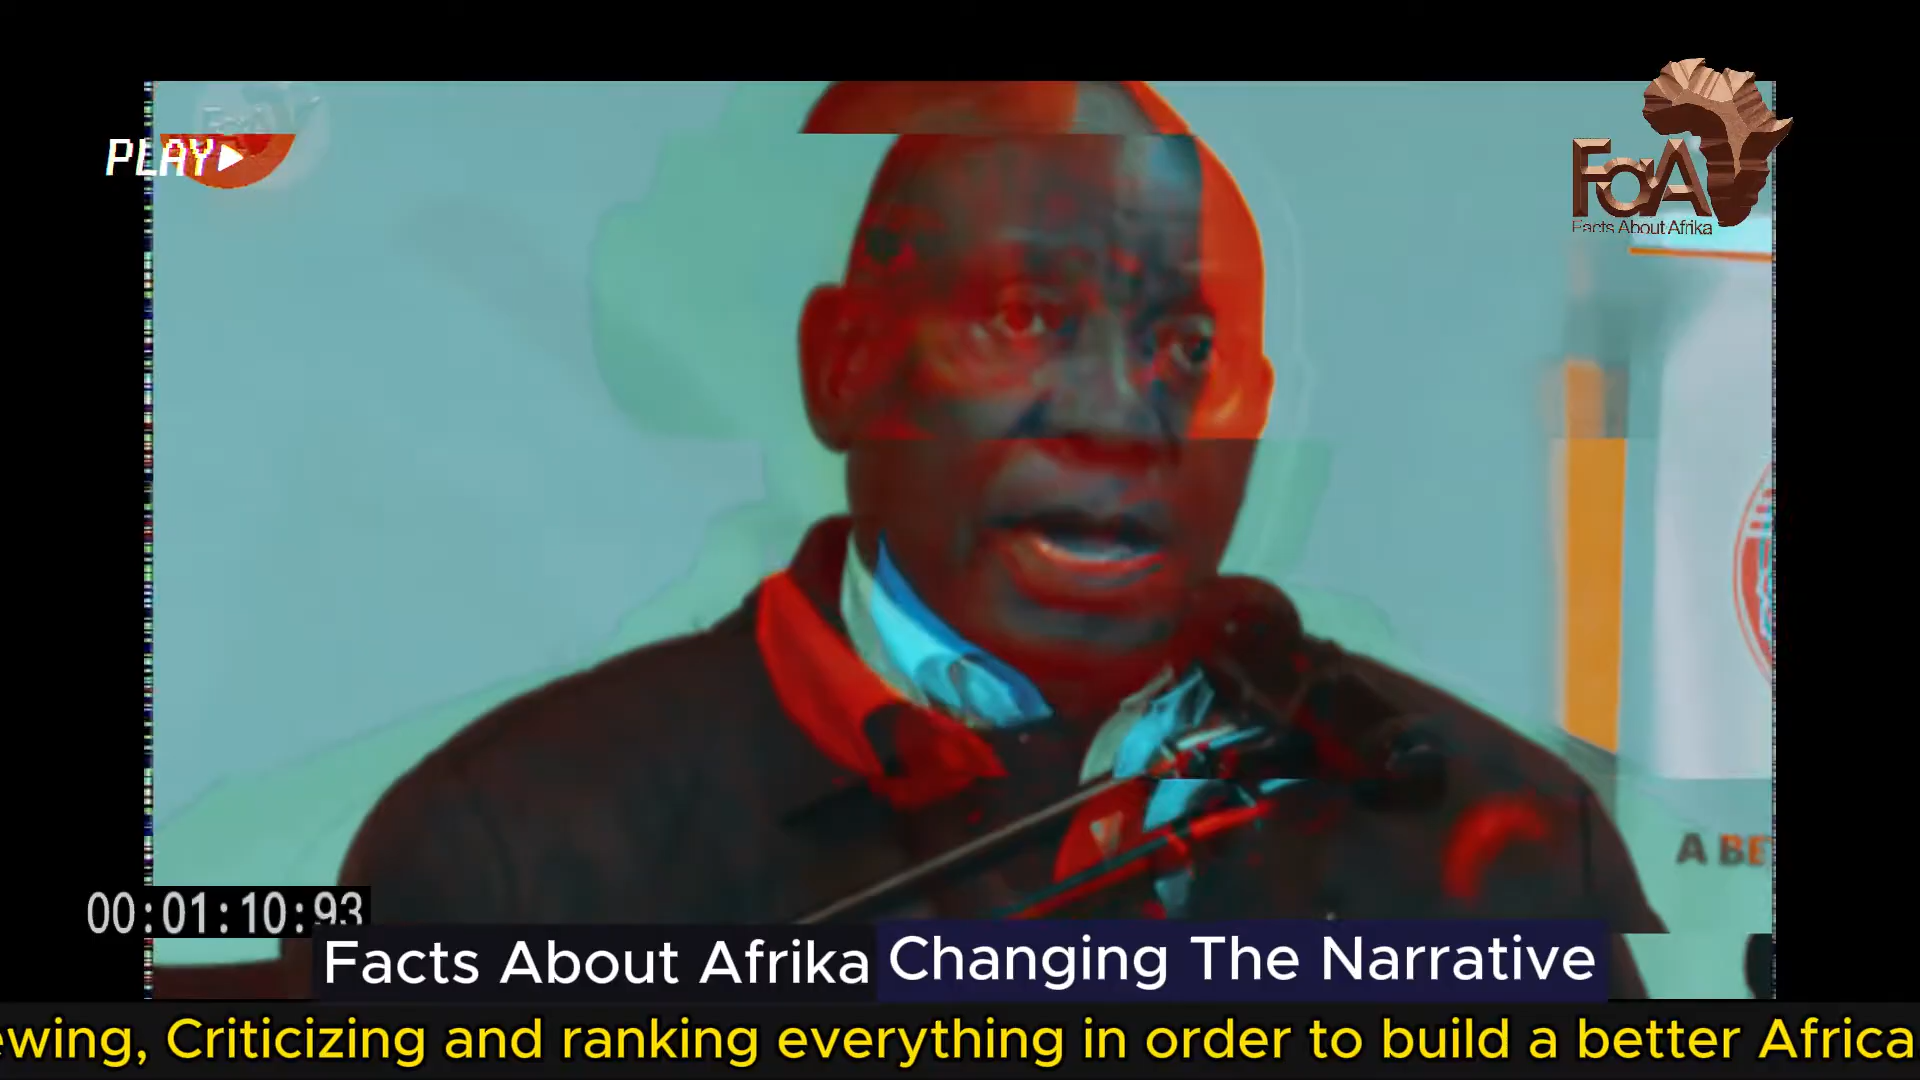 PLAY
FaA
Facts About Afrika
A BE
00:01:10:93
Facts About Afrika Changing The Narrative
ewing, Criticizing and ranking everything in order to build a better Africa